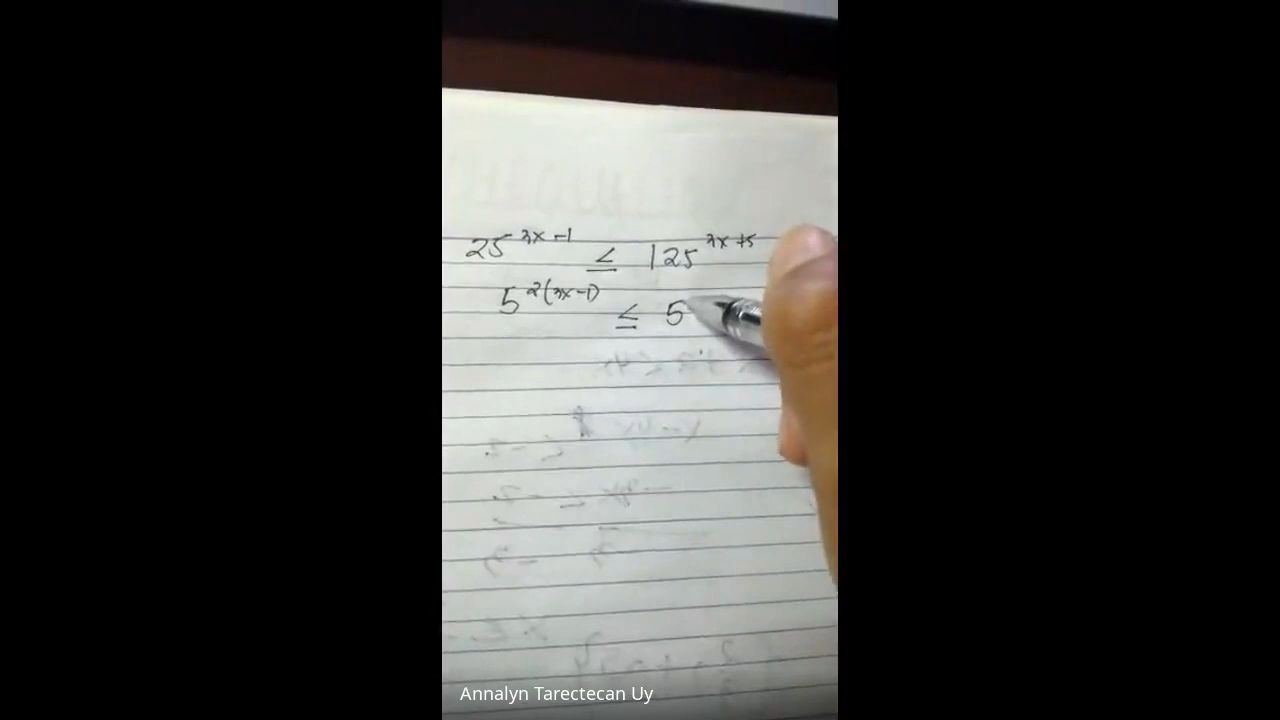 25^(3x-1) ≤ 125^(3x+5)
5^2(3x-1) ≤ 5
Annalyn Tarectecan Uy